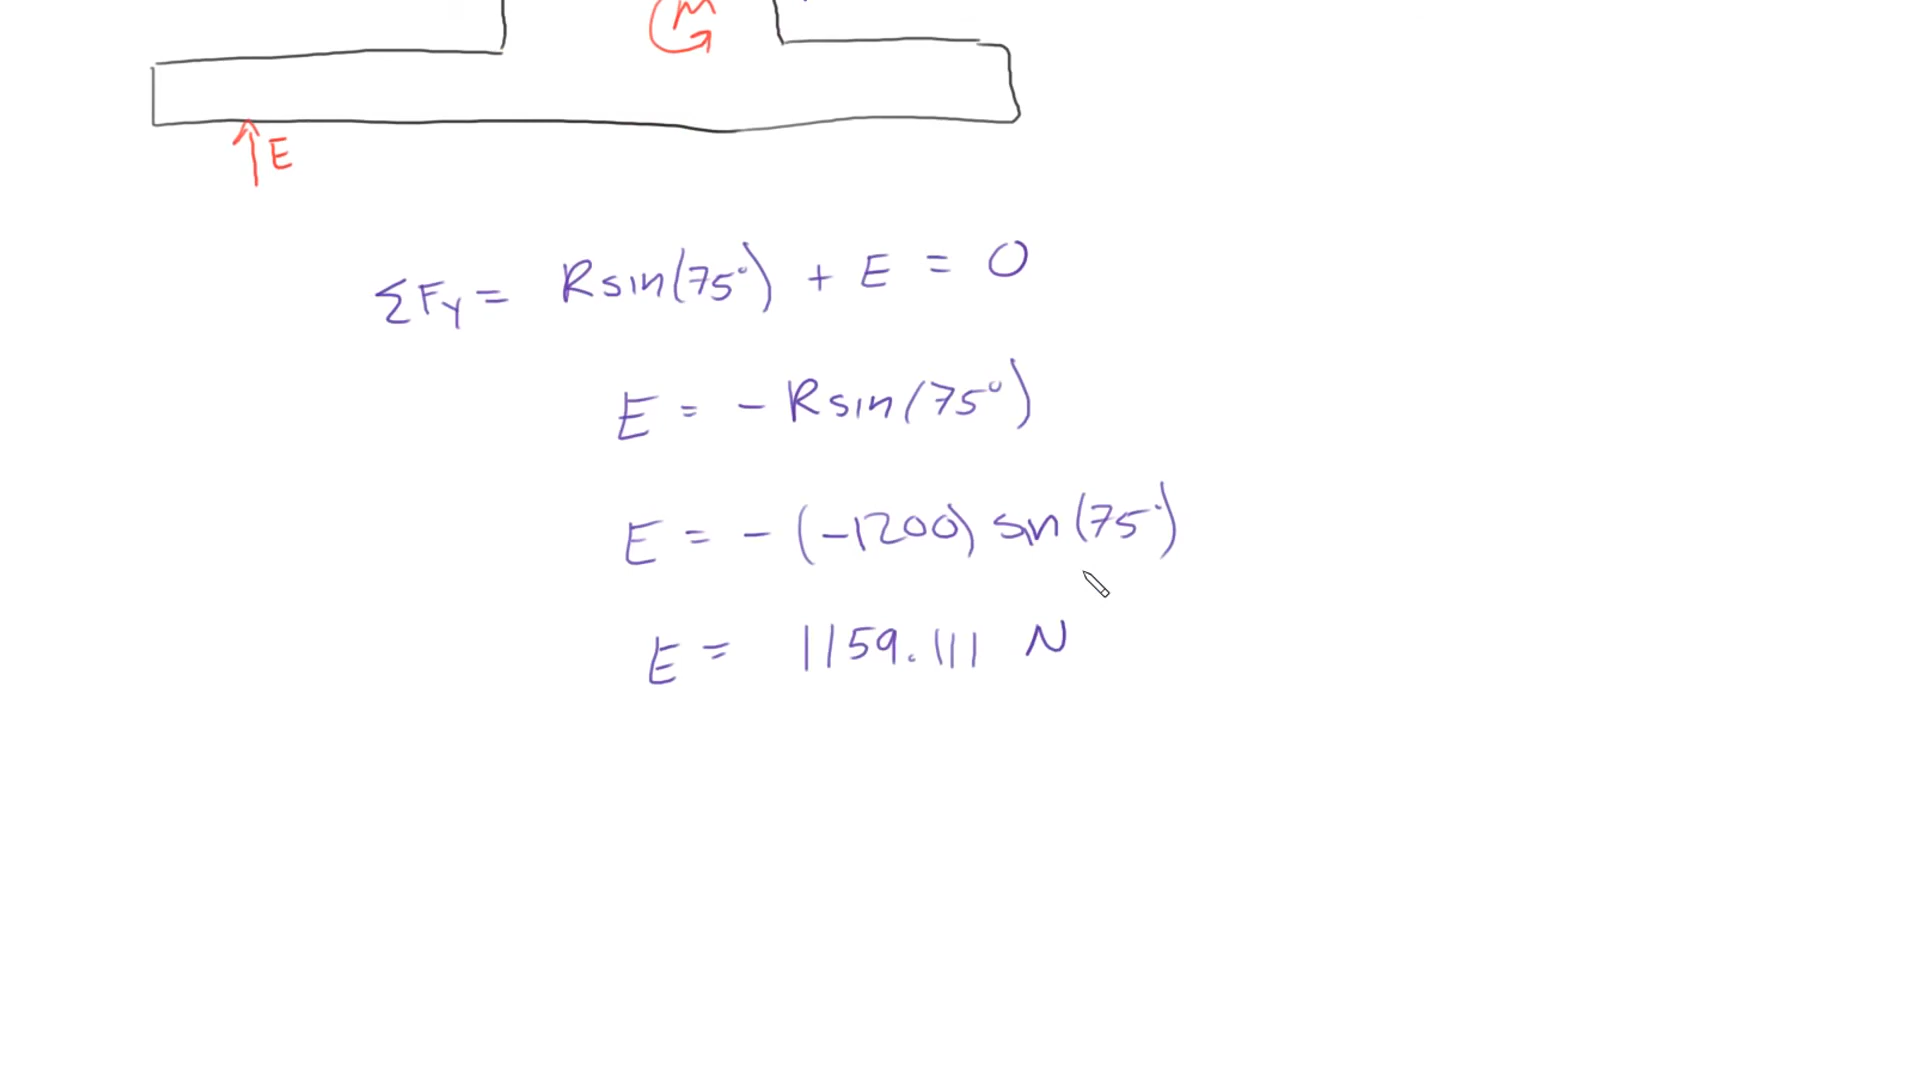 M
E
ΣFy = Rsin(75°) + E = 0
E = - Rsin(75°)
E = - (-1200) sin(75°)
E = 1159.111 N